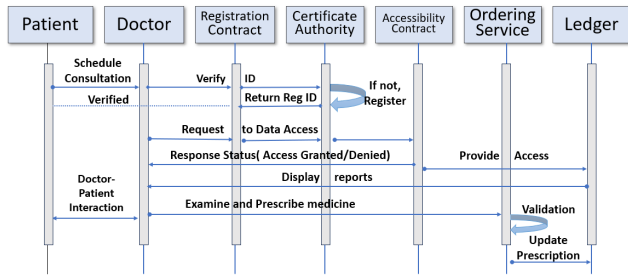 Patient
Doctor
Registration
Contract
Certificate
Authority
Accessibility
Contract
Ordering
Service
Ledger
Schedule
Consultation
Verify ID
If not,
Register
Verified
Return Reg ID
Request to Data Access
Response Status( Access Granted/Denied)
Provide Access
Display reports
Doctor-
Patient
Interaction
Examine and Prescribe medicine
Validation
Update
Prescription